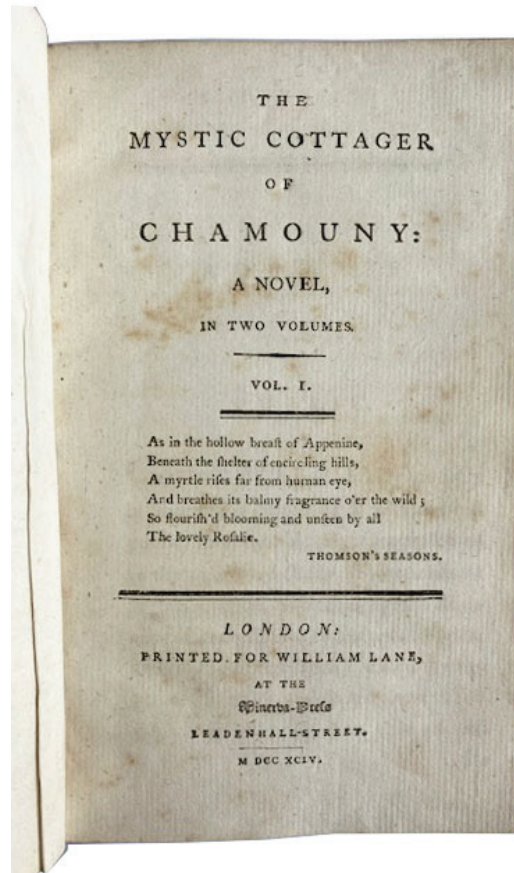 THE
MYSTIC COTTAGER
OF
CHAMOUNY:
A NOVEL,
IN TWO VOLUMES.
VOL. I.
As in the hollow breaſt of Appenine,
Beneath the ſhelter of encircling hills,
A myrtle riſes far from human eye,
And breathes its balmy fragrance o'er the wild;
So flouriſh'd blooming and unſeen by all
The lovely Roſalie.
THOMSON'S SEASONS.
LONDON:
PRINTED FOR WILLIAM LANE,
AT THE
Minerva-Preſs
LEADENHALL-STREET.
M DCC XCIV.